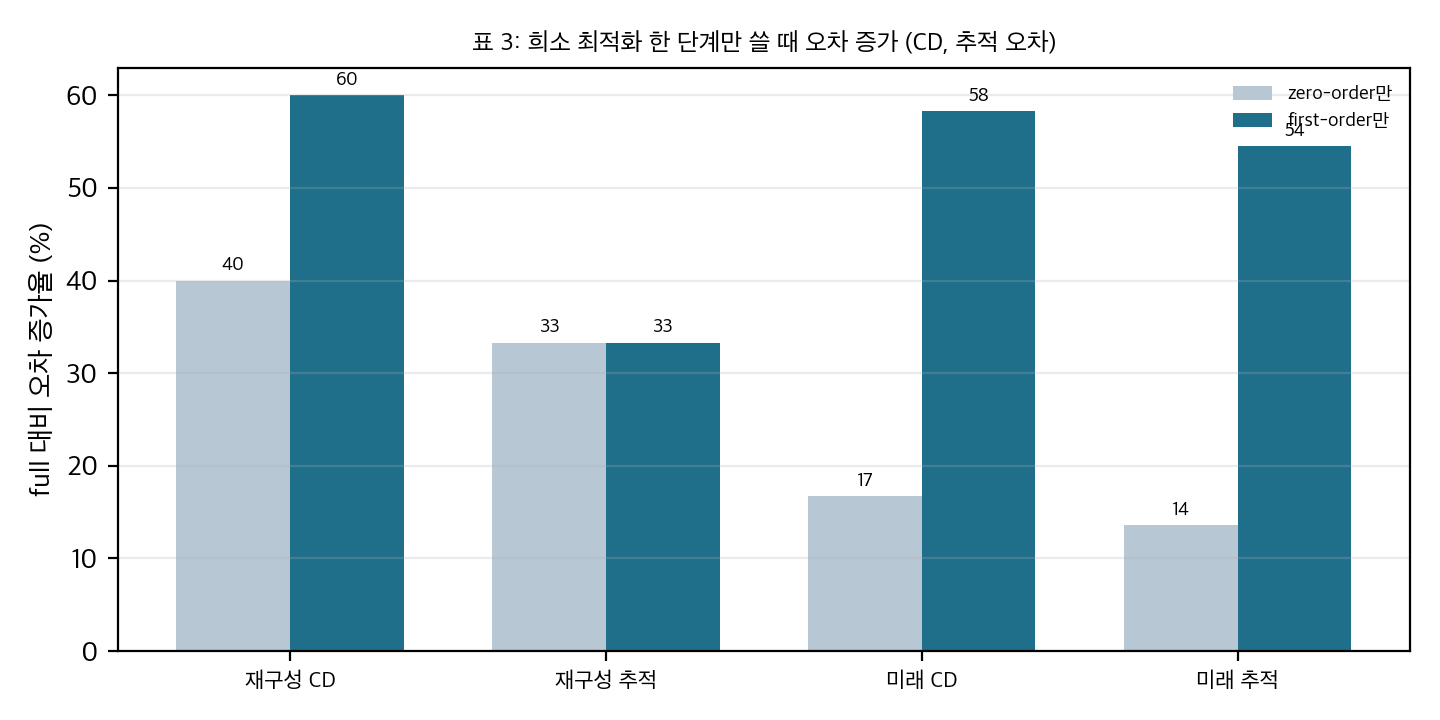 표 3: 희소 최적화 한 단계만 쓸 때 오차 증가 (CD, 추적 오차)
full 대비 오차 증가율 (%)
60
50
40
30
20
10
0
40
60
33
33
17
58
14
54
zero-order만
first-order만
재구성 CD
재구성 추적
미래 CD
미래 추적